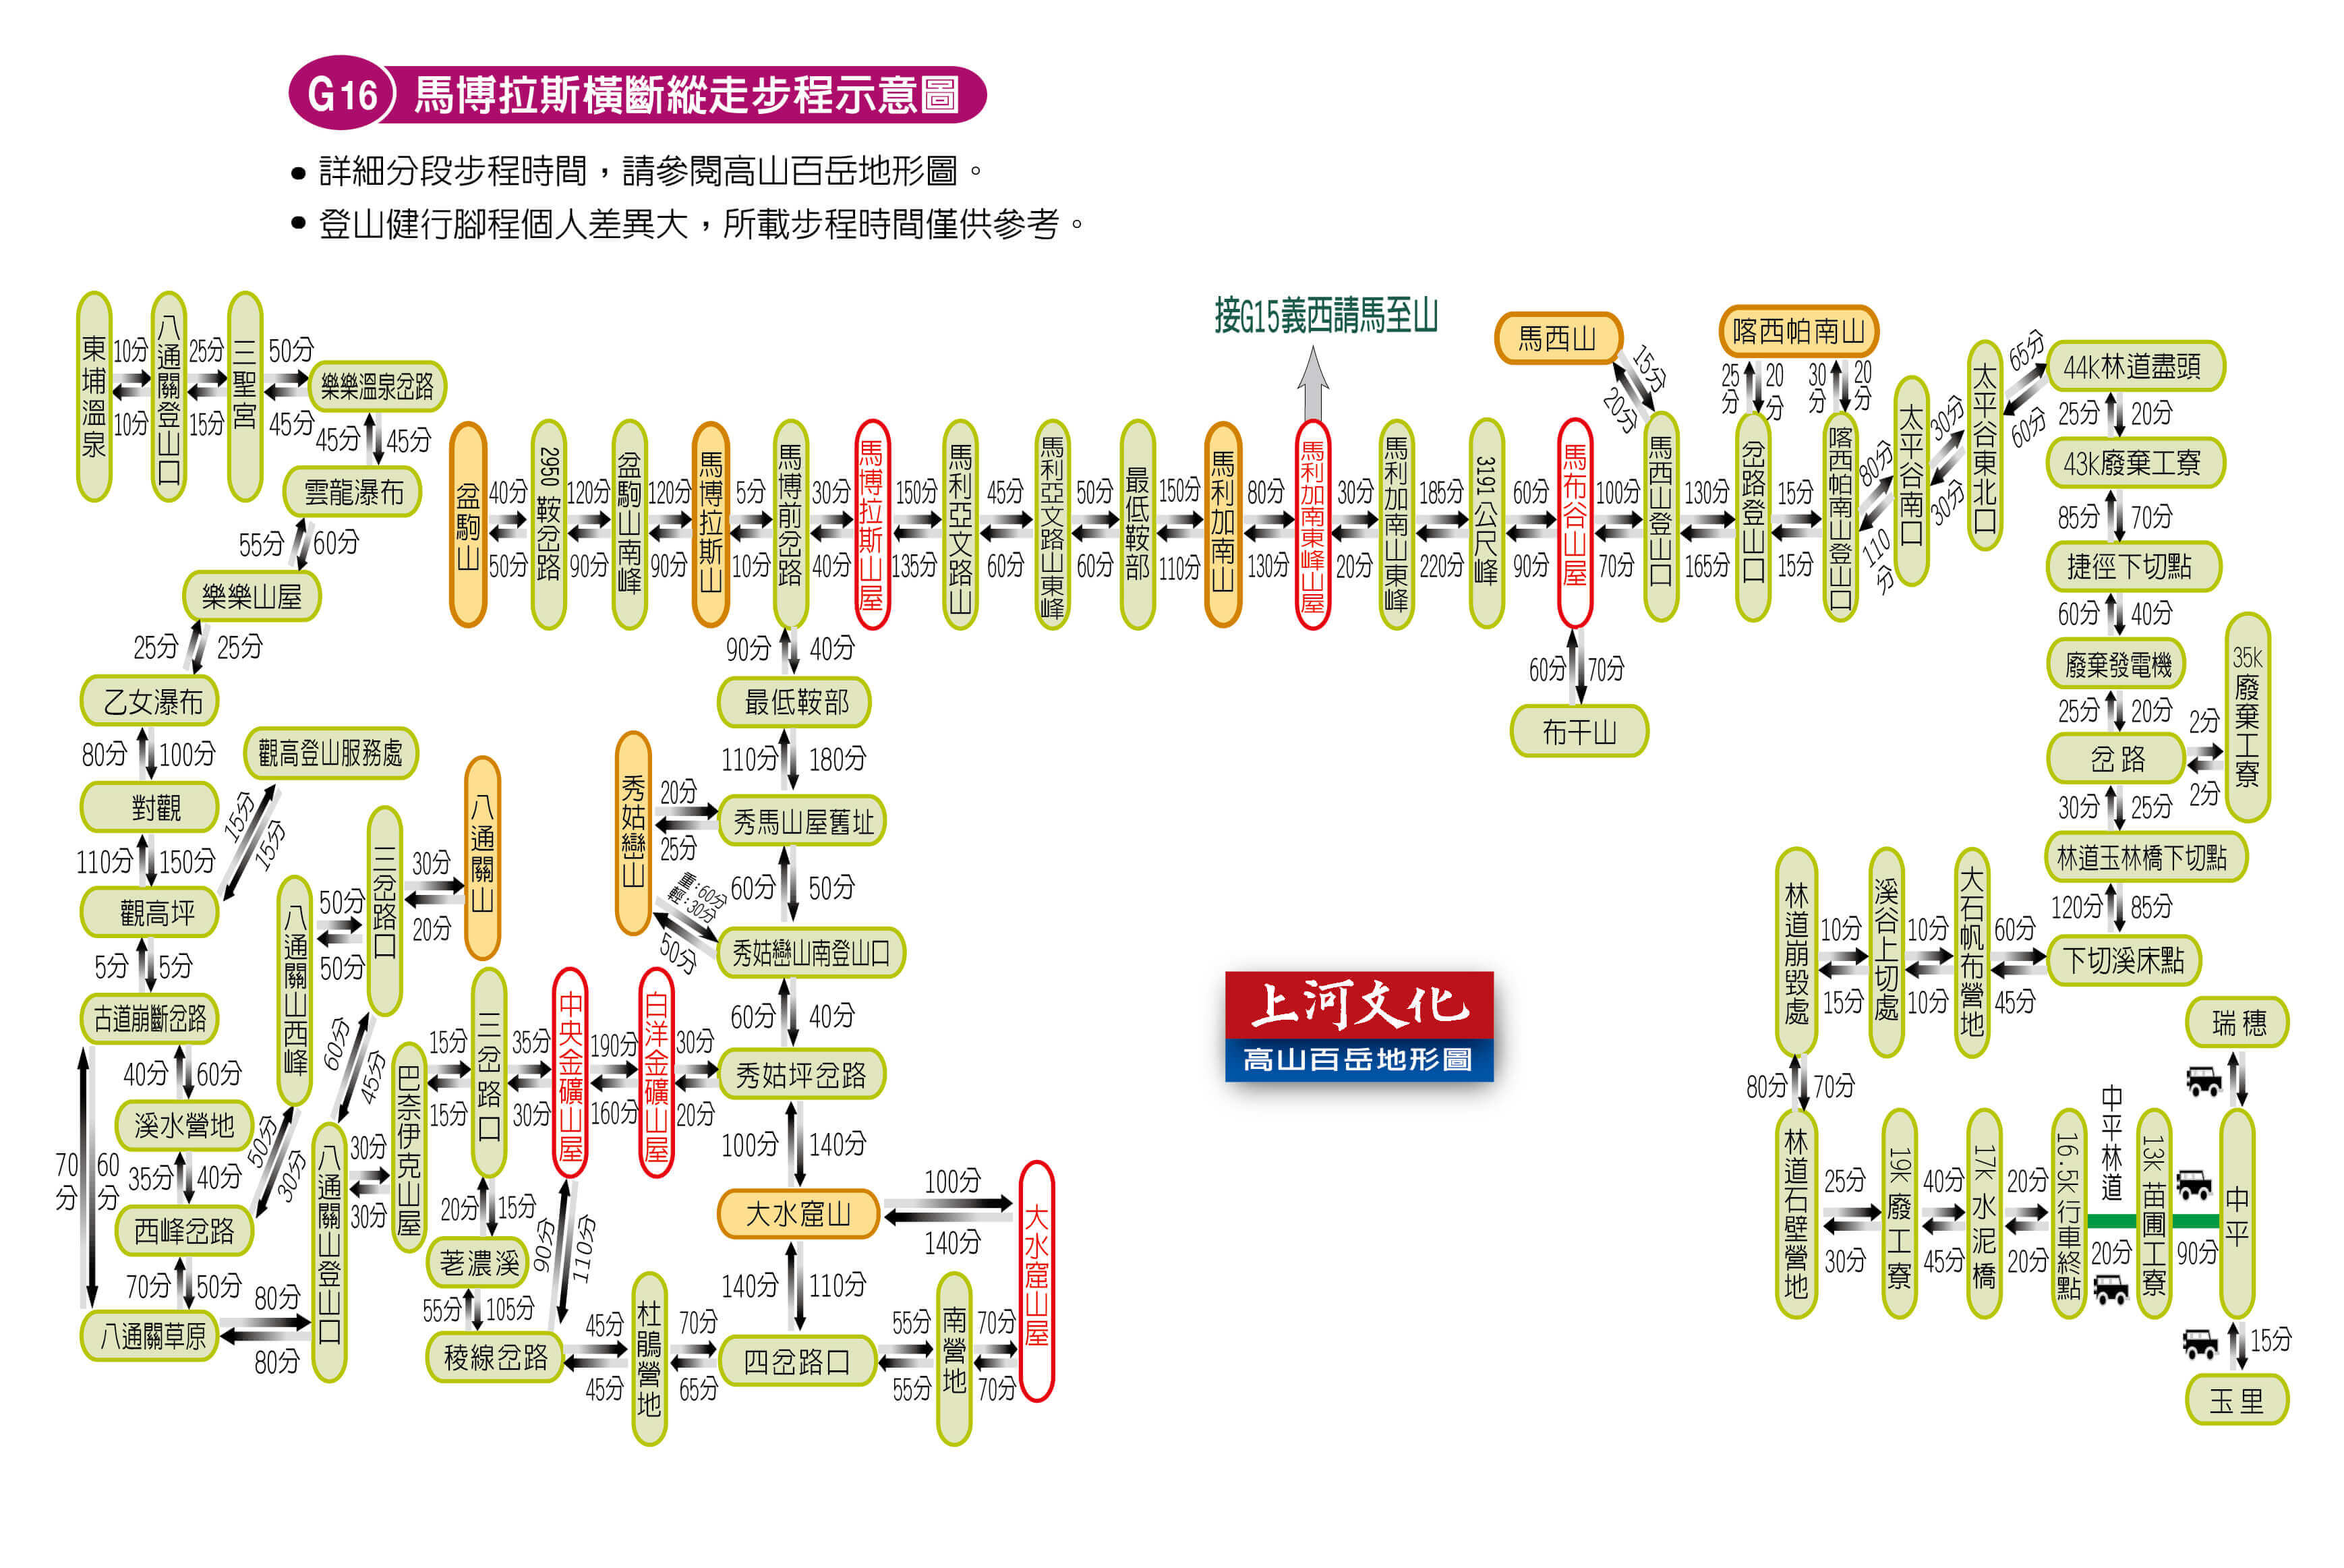 G16 馬博拉斯橫斷縱走步程示意圖
• 詳細分段步程時間，請參閱高山百岳地形圖。
• 登山健行腳程個人差異大，所載步程時間僅供參考。
接G15義西請馬至山
東埔溫泉
10分
10分
八通關登山口
25分
15分
三聖宮
50分
45分
樂樂溫泉岔路
45分
45分
雲龍瀑布
55分
60分
樂樂山屋
25分
25分
乙女瀑布
80分
100分
對觀
110分
150分
觀高坪
15分
15分
觀高登山服務處
5分
5分
古道崩斷岔路
40分
60分
溪水營地
35分
40分
西峰岔路
70分
50分
70分
60分
八通關草原
80分
80分
50分
30分
八通關山西峰
50分
50分
三岔路口
30分
20分
八通關山
60分
45分
八通關山登山口
30分
30分
巴奈伊克山屋
15分
15分
三岔路口
35分
30分
中央金礦山屋
190分
160分
白洋金礦山屋
30分
20分
秀姑坪岔路
20分
15分
荖濃溪
55分
105分
稜線岔路
90分
110分
45分
45分
杜鵑營地
70分
65分
四岔路口
55分
55分
南營地
70分
70分
大水窟山屋
100分
140分
大水窟山
140分
110分
100分
140分
60分
40分
秀姑巒山南登山口
重:60分
輕:30分
50分
秀姑巒山
20分
25分
60分
50分
秀馬山屋舊址
110分
180分
最低鞍部
90分
40分
盆駒山
40分
50分
2950鞍分路
120分
90分
盆駒山南峰
120分
90分
馬博拉斯山
5分
10分
馬博前岔路
30分
40分
馬博拉斯山屋
150分
135分
馬利亞文路山
45分
60分
馬利亞文路山東峰
50分
60分
最低鞍部
150分
110分
馬利加南山
80分
130分
馬利加南東峰山屋
30分
20分
馬利加南山東峰
185分
220分
3191公尺峰
60分
90分
馬布谷山屋
60分
70分
布干山
100分
70分
馬西山登山口
15分
20分
馬西山
130分
165分
岔路登山口
25分
20分
喀西帕南山
30分
20分
15分
15分
喀西帕南山登山口
80分
110分
太平谷南口
30分
30分
太平谷東北口
65分
60分
44K林道盡頭
25分
20分
43K廢棄工寮
85分
70分
捷徑下切點
60分
40分
廢棄發電機
25分
20分
岔路
2分
2分
35K廢棄工寮
30分
25分
林道玉林橋下切點
120分
85分
下切溪床點
60分
45分
大石帆布營地
10分
10分
溪谷上切處
10分
15分
林道崩毀處
80分
70分
林道石壁營地
25分
30分
19K廢工寮
40分
45分
17K水泥橋
20分
20分
16.5K行車終點
中平林道
20分
13K苗圃工寮
90分
中平
瑞穗
15分
玉里
上河文化
高山百岳地形圖